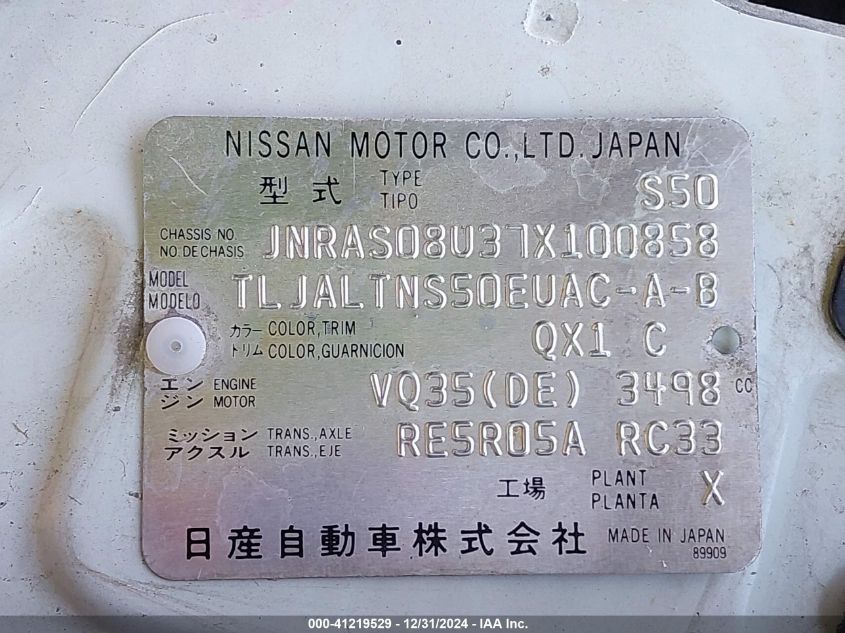 NISSAN MOTOR CO.,LTD.JAPAN
型式 TYPE TIPO S50
CHASSIS NO. NO.DE CHASIS JNRAS08U37X100858
MODEL MODELO TLJALTNS50EUAC-A-B
カラー COLOR,TRIM
トリム COLOR,GUARNICION QX1 C
エンジン ENGINE MOTOR VQ35(DE) 3498 CC
ミッション TRANS.,AXLE
アクスル TRANS.,EJE RE5R05A RC33
工場 PLANT PLANTA X
日産自動車株式会社 MADE IN JAPAN
89909
000-41219529 - 12/31/2024 - IAA Inc.